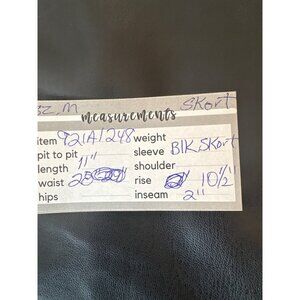 sz, M Skort
measurements
item 921A1248 weight
pit to pit sleeve Blk, Skort
length 11" shoulder
waist rise 10 1/2"
hips inseam 2"